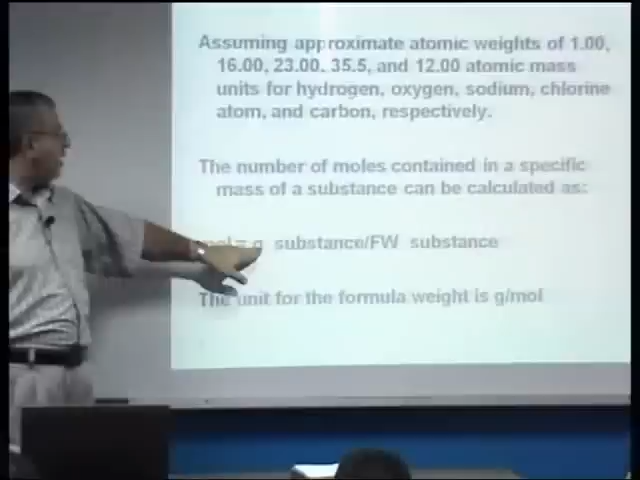 Assuming approximate atomic weights of 1.00,
16.00, 23.00, 35.5, and 12.00 atomic mass
units for hydrogen, oxygen, sodium, chlorine
atom, and carbon, respectively.
The number of moles contained in a specific
mass of a substance can be calculated as:
g substance/FW substance
The unit for the formula weight is g/mol